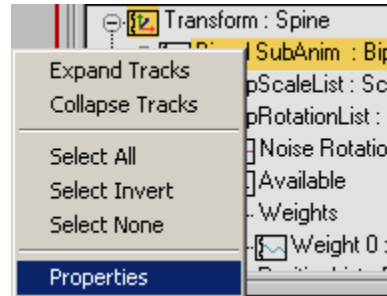 Transform : Spine
SubAnim : Bip
Expand Tracks
pScaleList : Sc
Collapse Tracks
pRotationList :
Noise Rotatio
Select All
Available
Select Invert
Weights
Select None
Weight 0 :
Properties